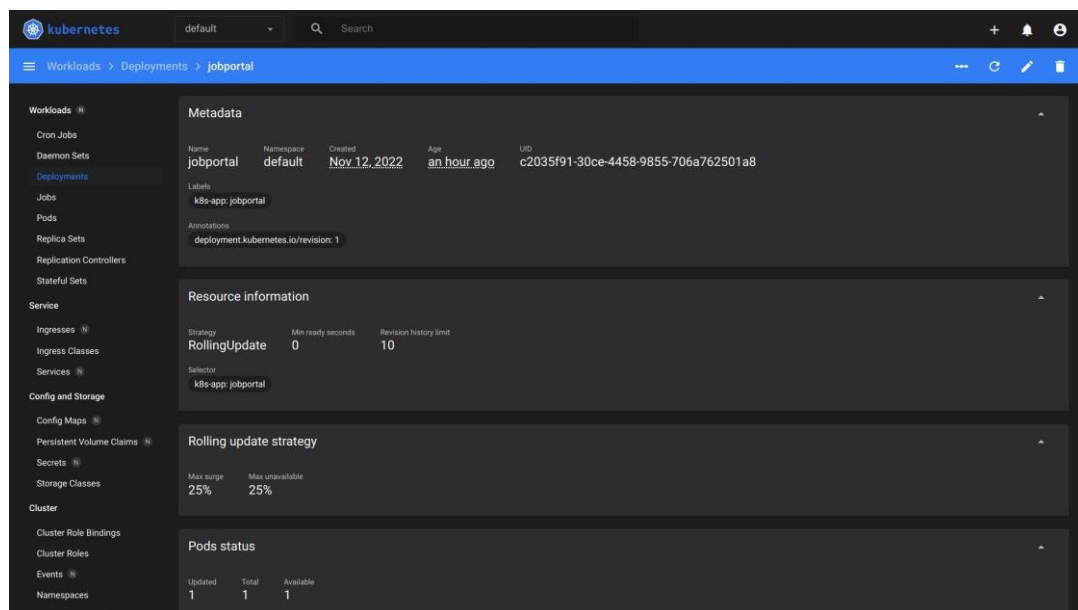 kubernetes
default
Search
Workloads > Deployments > jobportal
Workloads N
Cron Jobs
Daemon Sets
Deployments
Jobs
Pods
Replica Sets
Replication Controllers
Stateful Sets
Service
Ingresses N
Ingress Classes
Services N
Config and Storage
Config Maps N
Persistent Volume Claims N
Secrets N
Storage Classes
Cluster
Cluster Role Bindings
Cluster Roles
Events N
Namespaces
Metadata
Name Namespace Created Age UID
jobportal default Nov 12, 2022 an hour ago c2035f91-30ce-4458-9855-706a762501a8
Labels
k8s-app: jobportal
Annotations
deployment.kubernetes.io/revision: 1
Resource information
Strategy Min ready seconds Revision history limit
RollingUpdate 0 10
Selector
k8s-app: jobportal
Rolling update strategy
Max surge Max unavailable
25% 25%
Pods status
Updated Total Available
1 1 1